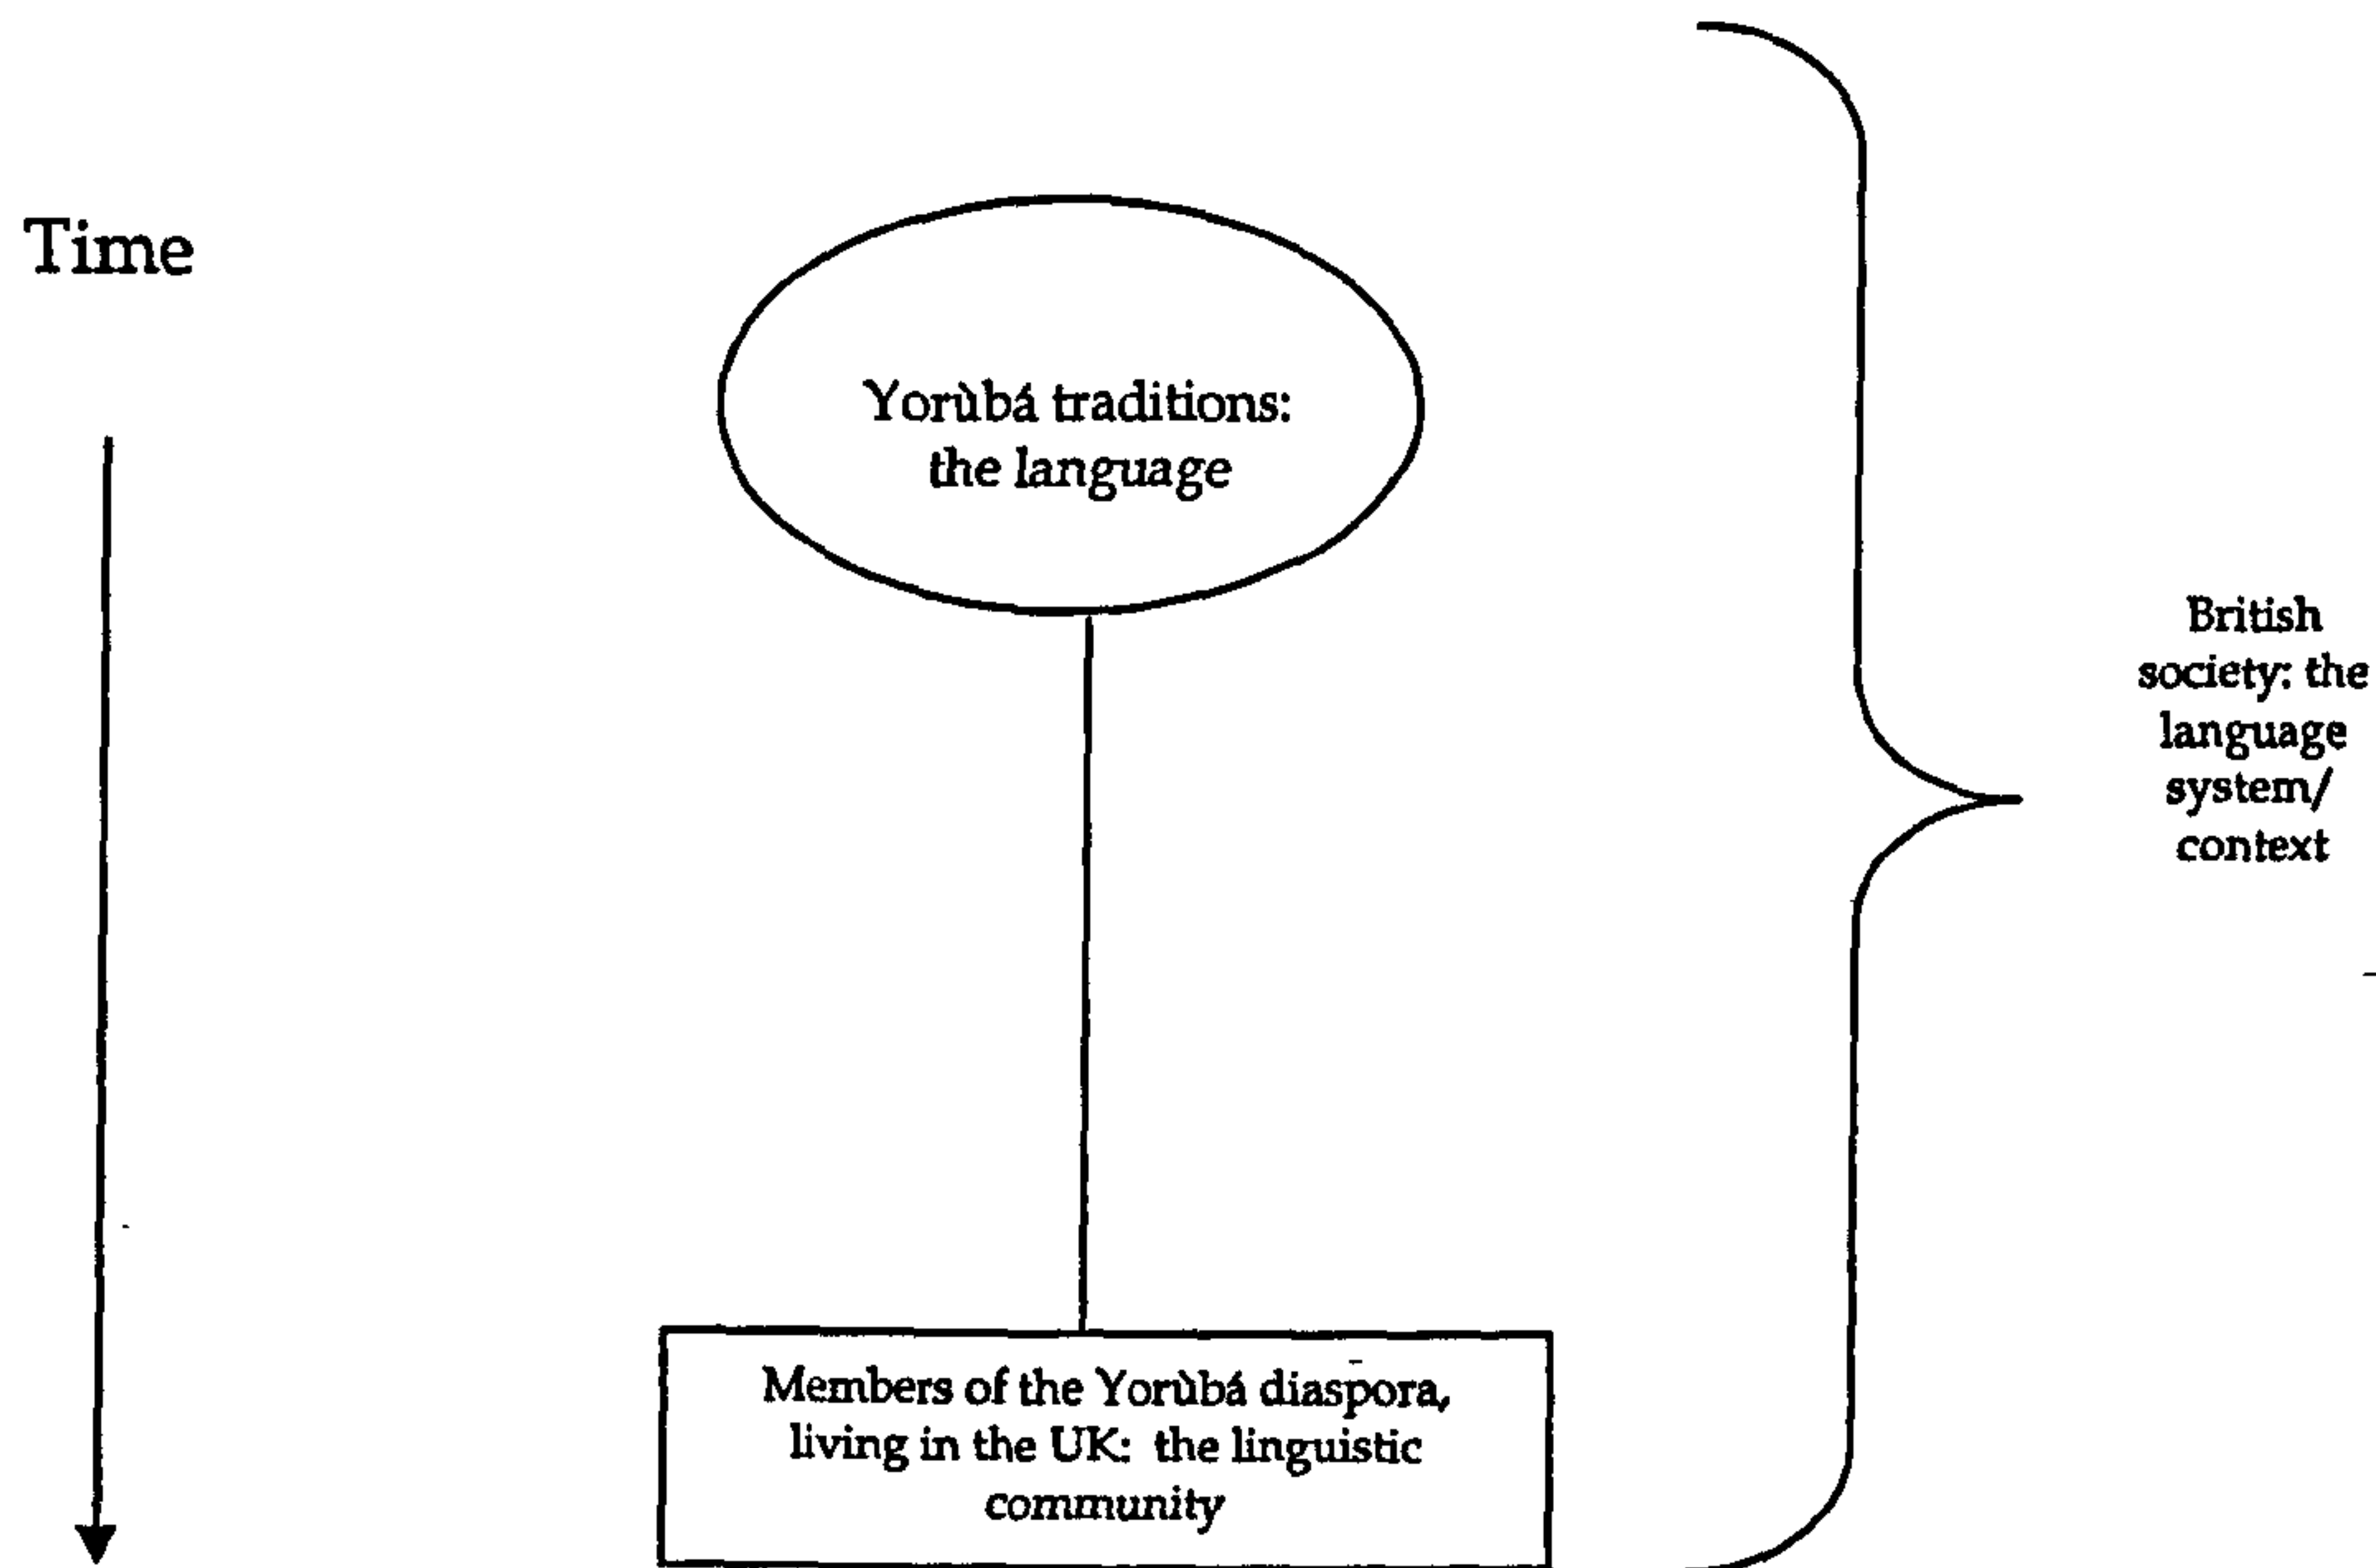 Time
Yorùbá traditions:
the language
British
society: the
language
system/
context
Members of the Yorùbá diaspora,
living in the UK: the linguistic
community